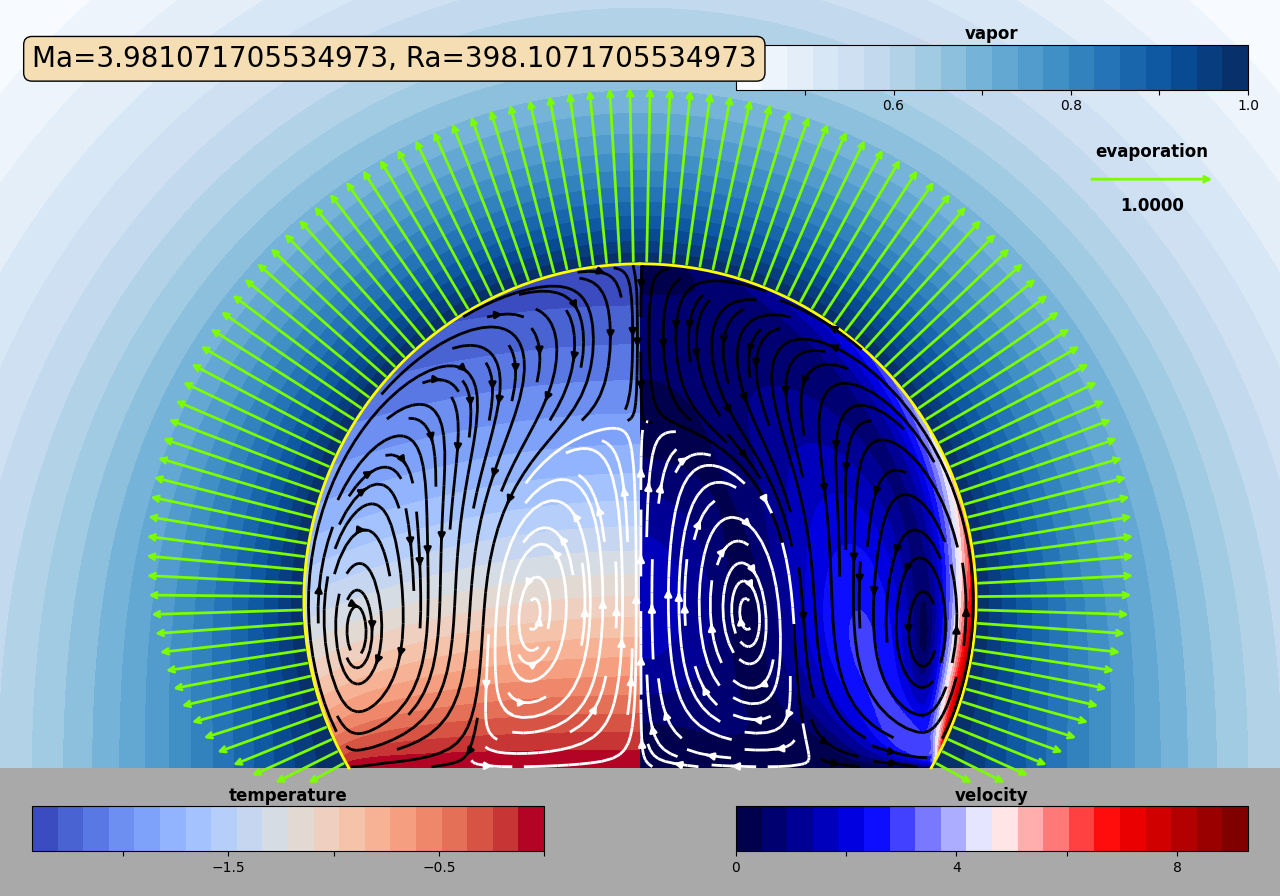 Ma=3.981071705534973, Ra=398.1071705534973
vapor
0.6 0.8 1.0
evaporation
1.0000
temperature
−1.5 −0.5
velocity
0 4 8